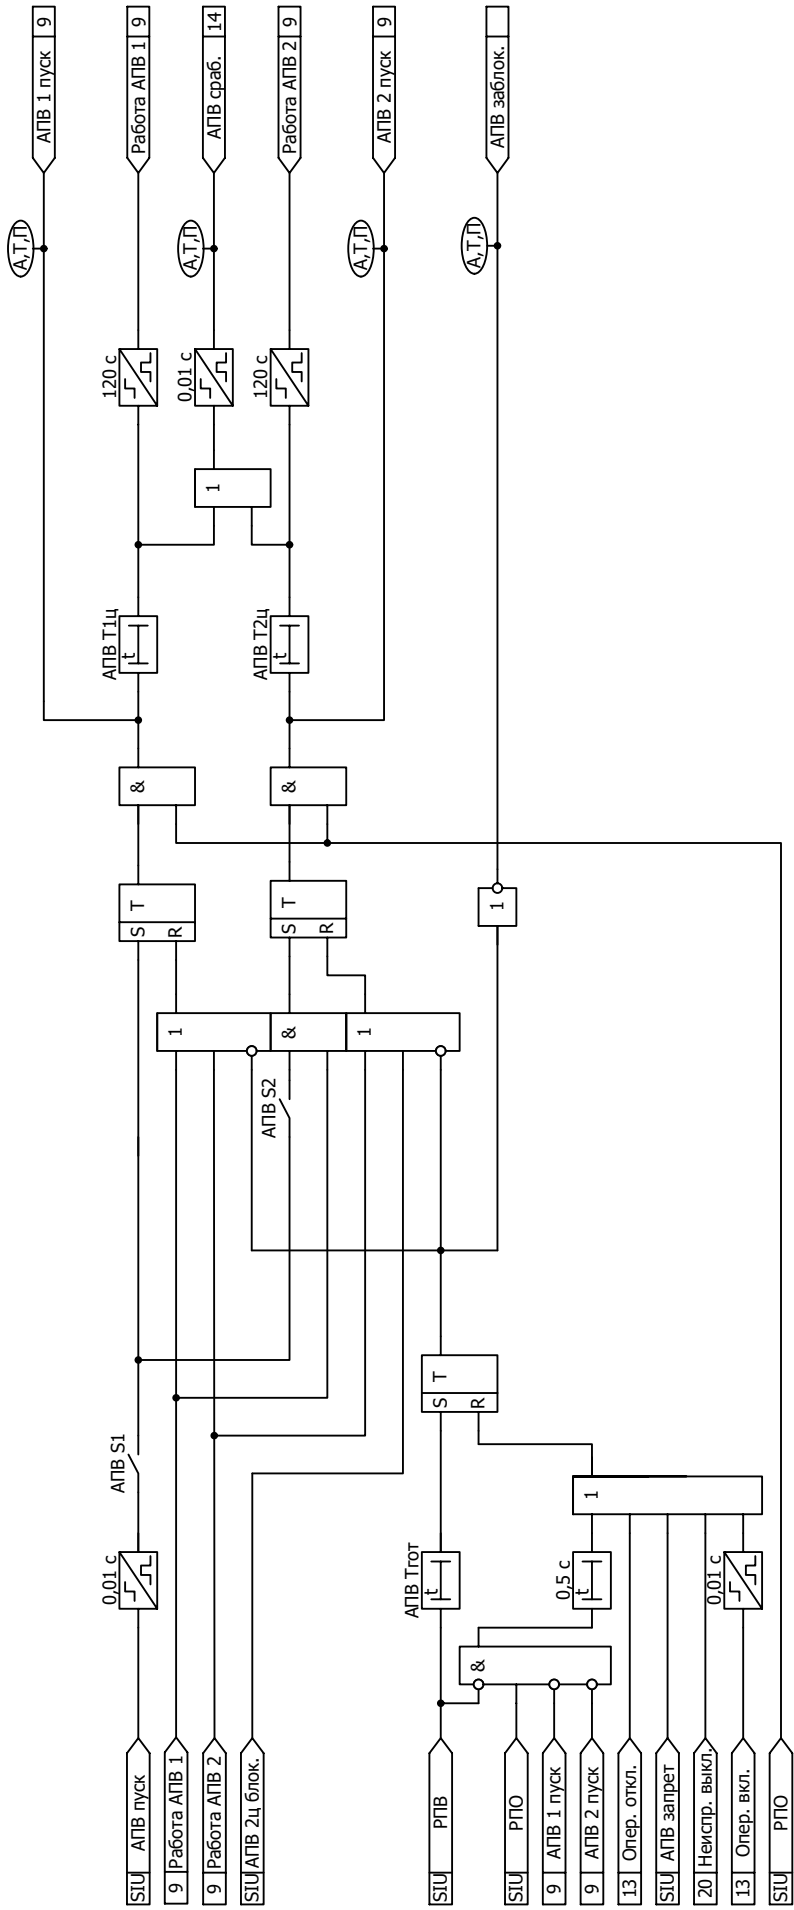 SIU АПВ пуск
9 Работа АПВ 1
9 Работа АПВ 2
SIU АПВ 2ц блок.
SIU РПВ
SIU РПО
9 АПВ 1 пуск
9 АПВ 2 пуск
13 Опер. откл.
SIU АПВ запрет
20 Неиспр. выкл.
13 Опер. вкл.
SIU РПО
0,01 с
АПВ S1
АПВ Тгот
t
&
0,5 с
t
0,01 с
1
S T
R
АПВ S2
1
&
1
S T
R
S T
R
1
&
&
АПВ Т1ц
t
АПВ Т2ц
t
1
120 с
0,01 с
120 с
А,Т,П
А,Т,П
А,Т,П
А,Т,П
АПВ 1 пуск 9
Работа АПВ 1 9
АПВ сраб. 14
Работа АПВ 2 9
АПВ 2 пуск 9
АПВ заблок.